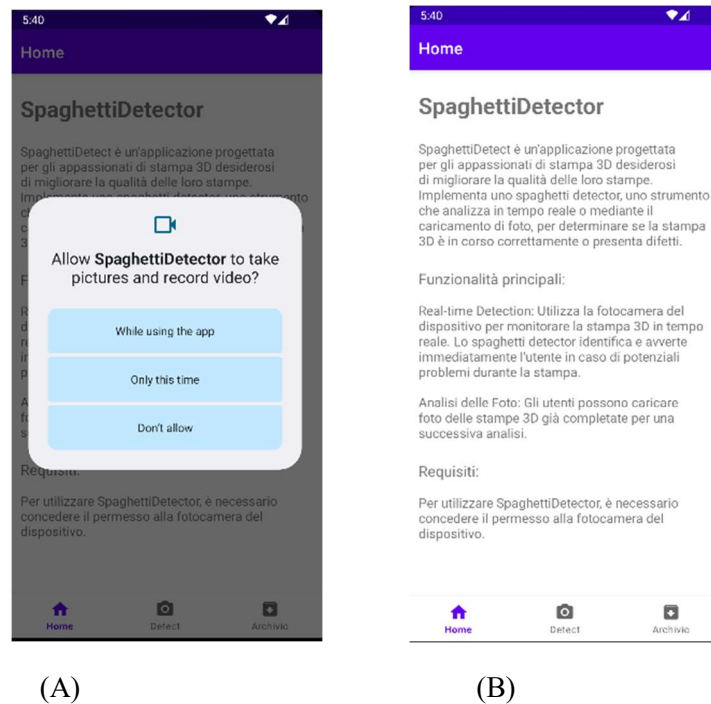 5:40
Home
SpaghettiDetector
SpaghettiDetect è un'applicazione progettata
per gli appassionati di stampa 3D desiderosi
di migliorare la qualità delle loro stampe.
Implementa uno spaghetti detector, uno strumento
Allow SpaghettiDetector to take
pictures and record video?
While using the app
Only this time
Don't allow
Requisiti:
Per utilizzare SpaghettiDetector, è necessario
concedere il permesso alla fotocamera del
dispositivo.
Home Detect Archivio
(A)
5:40
Home
SpaghettiDetector
SpaghettiDetect è un'applicazione progettata
per gli appassionati di stampa 3D desiderosi
di migliorare la qualità delle loro stampe.
Implementa uno spaghetti detector, uno strumento
che analizza in tempo reale o mediante il
caricamento di foto, per determinare se la stampa
3D è in corso correttamente o presenta difetti.
Funzionalità principali:
Real-time Detection: Utilizza la fotocamera del
dispositivo per monitorare la stampa 3D in tempo
reale. Lo spaghetti detector identifica e avverte
immediatamente l'utente in caso di potenziali
problemi durante la stampa.
Analisi delle Foto: Gli utenti possono caricare
foto delle stampe 3D già completate per una
successiva analisi.
Requisiti:
Per utilizzare SpaghettiDetector, è necessario
concedere il permesso alla fotocamera del
dispositivo.
Home Detect Archivio
(B)